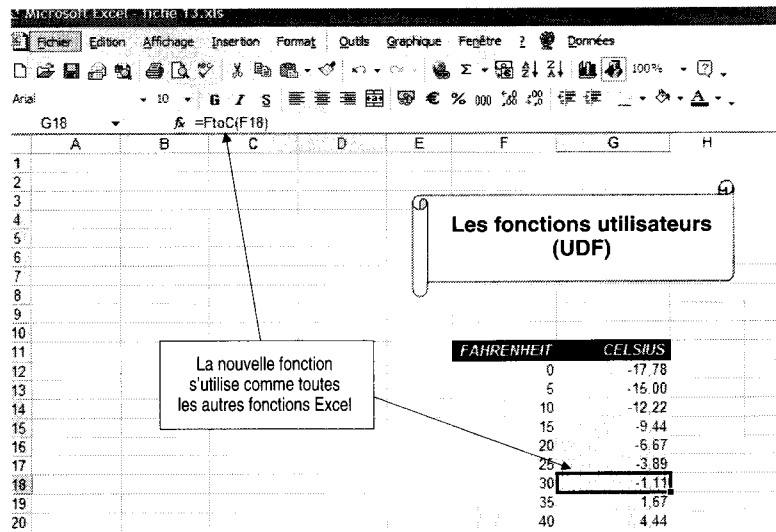 Microsoft Excel - fiche 13.xls
Fichier Edition Affichage Insertion Format Outils Graphique Fenêtre ? Données
100%
Arial 10 G I S € % 000
G18 fx =FtoC(F18)
A B C D E F G H
1
2
3
4
5
6
7
8
9
10
11
12
13
14
15
16
17
18
19
20
Les fonctions utilisateurs
(UDF)
La nouvelle fonction
s'utilise comme toutes
les autres fonctions Excel
FAHRENHEIT CELSIUS
0 -17,78
5 -15,00
10 -12,22
15 -9,44
20 -6,67
25 -3,89
30 -1,11
35 1,67
40 4,44